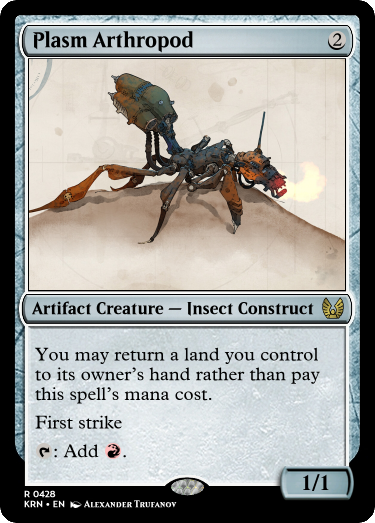 Plasm Arthropod 2
Artifact Creature — Insect Construct
You may return a land you control
to its owner's hand rather than pay
this spell's mana cost.
First strike
: Add .
1/1
R 0428
KRN • EN Alexander Trufanov